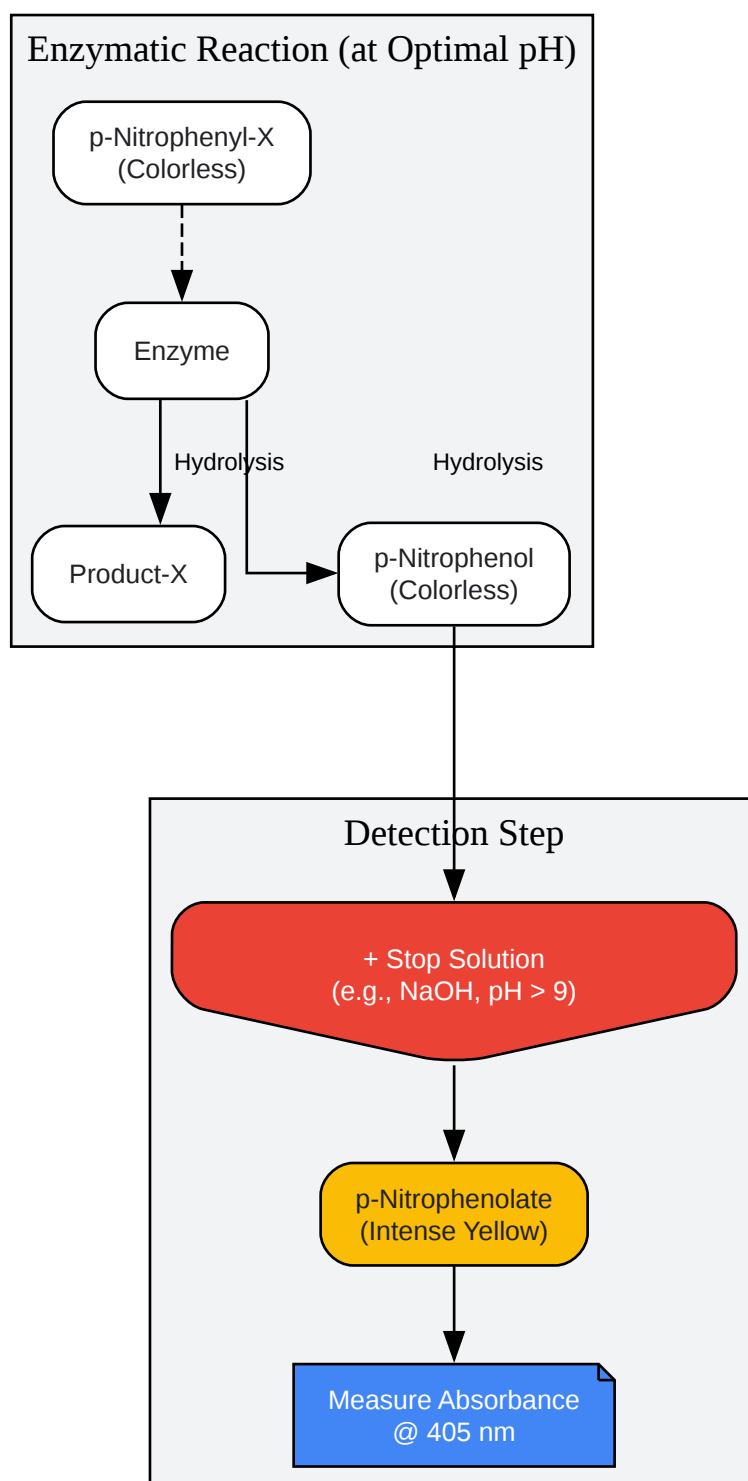 Enzymatic Reaction (at Optimal pH)
p-Nitrophenyl-X
(Colorless)
Enzyme
Hydrolysis
Hydrolysis
Product-X
p-Nitrophenol
(Colorless)
Detection Step
+ Stop Solution
(e.g., NaOH, pH > 9)
p-Nitrophenolate
(Intense Yellow)
Measure Absorbance
@ 405 nm